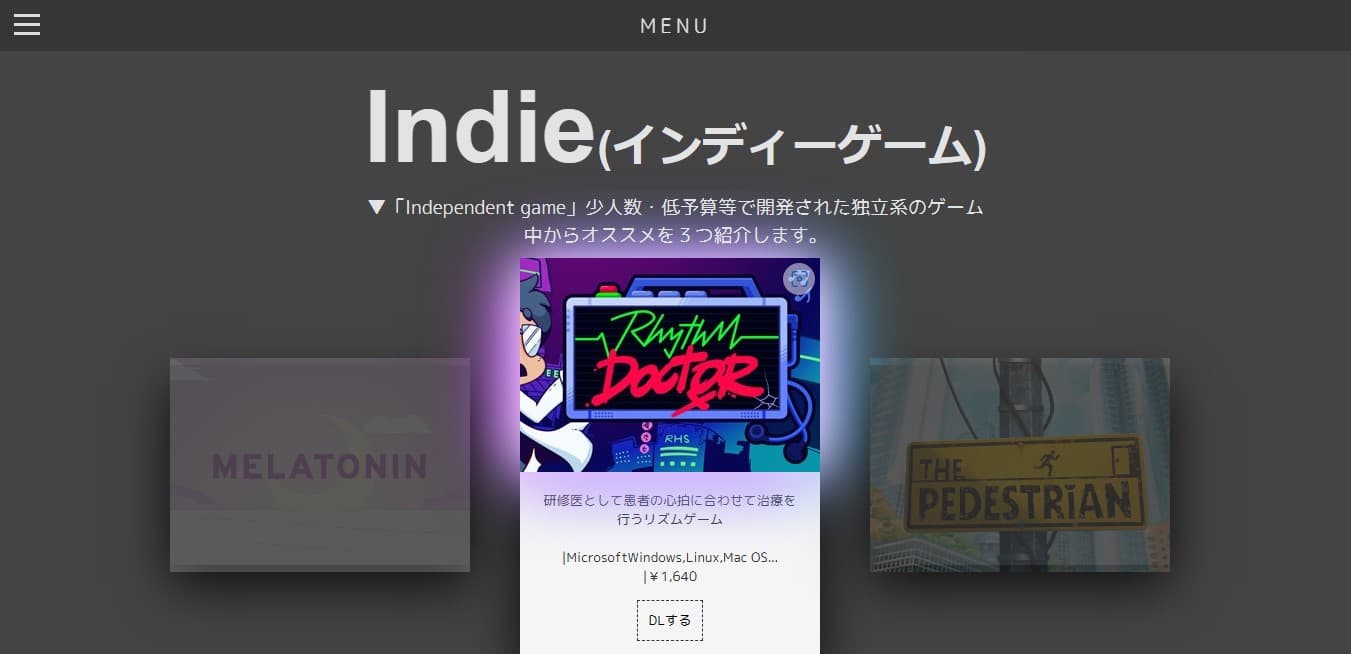 MENU
Indie(インディーゲーム)
▼「Independent game」少人数・低予算等で開発された独立系のゲーム
中からオススメを３つ紹介します。
MELATONIN
Rhythm
DOCTOR
RHS
研修医として患者の心拍に合わせて治療を
行うリズムゲーム
|MicrosoftWindows,Linux,Mac OS...
|￥1,640
DLする
THE
PEDESTRIAN